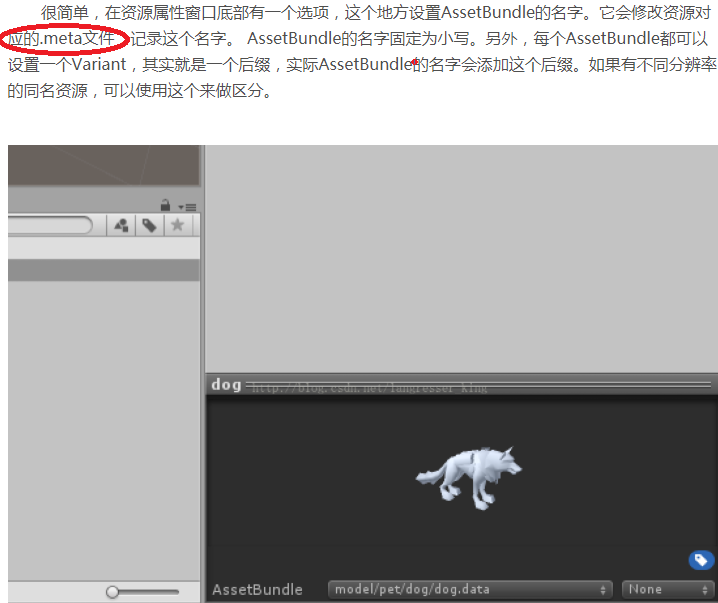 很简单，在资源属性窗口底部有一个选项，这个地方设置AssetBundle的名字。它会修改资源对
应的.meta文件，记录这个名字。 AssetBundle的名字固定为小写。另外，每个AssetBundle都可以
设置一个Variant，其实就是一个后缀，实际AssetBundle的名字会添加这个后缀。如果有不同分辨率
的同名资源，可以使用这个来做区分。
dog
http://blog.csdn.net/langresser_king
AssetBundle model/pet/dog/dog.data None